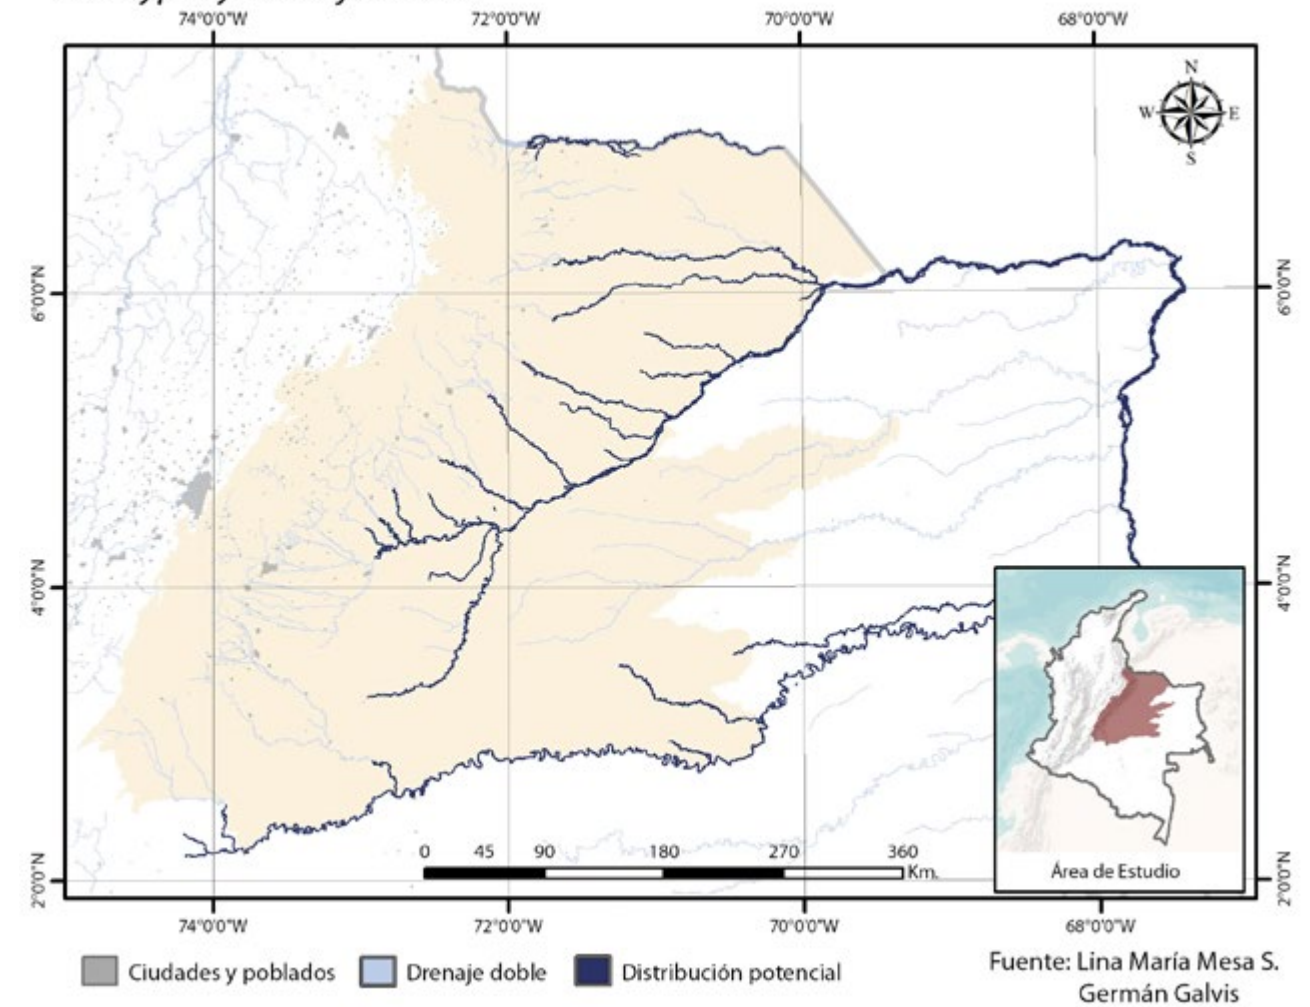 74°0'0"W 72°0'0"W 70°0'0"W 68°0'0"W
N
W E
S
6°0'0"N 6°0'0"N
4°0'0"N 4°0'0"N
0 45 90 180 270 360
Km.
Área de Estudio
2°0'0"N 2°0'0"N
74°0'0"W 72°0'0"W 70°0'0"W 68°0'0"W
Ciudades y poblados Drenaje doble Distribución potencial
Fuente: Lina María Mesa S.
Germán Galvis